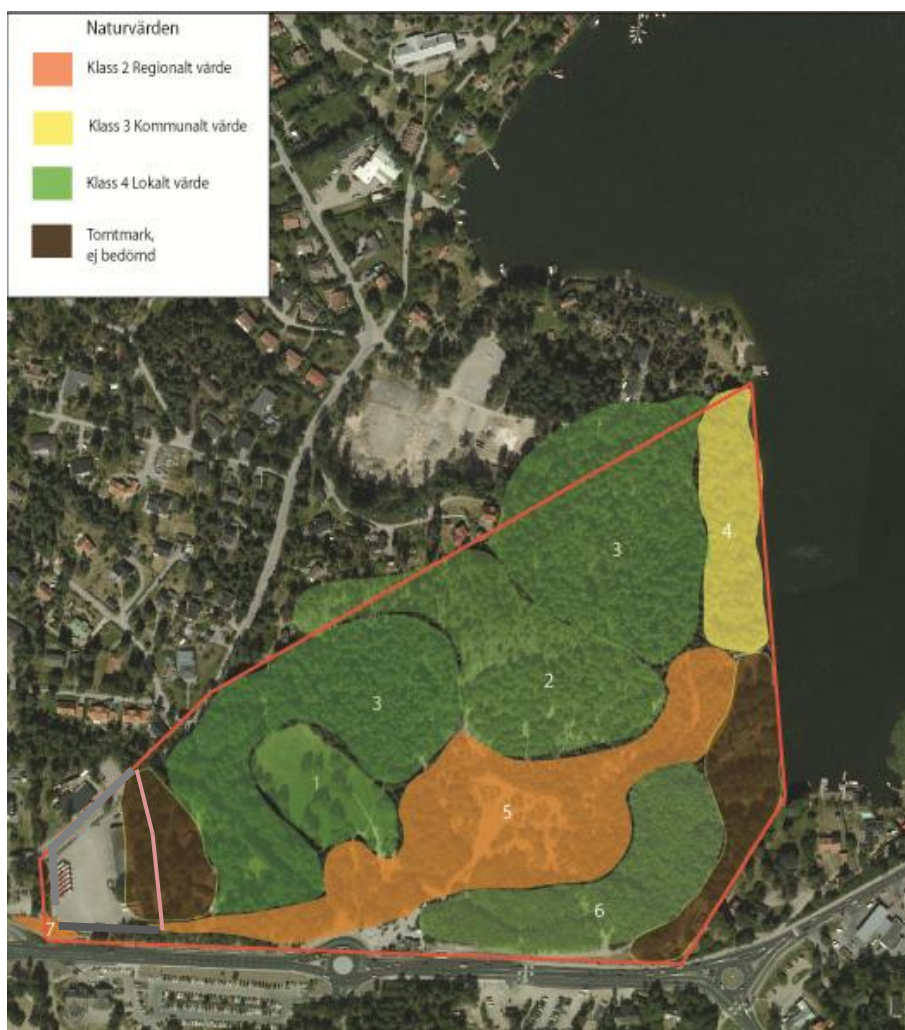 Naturvärden
Klass 2 Regionalt värde
Klass 3 Kommunalt värde
Klass 4 Lokalt värde
Tomtmark,
ej bedömd
3
4
2
3
1
5
6
7